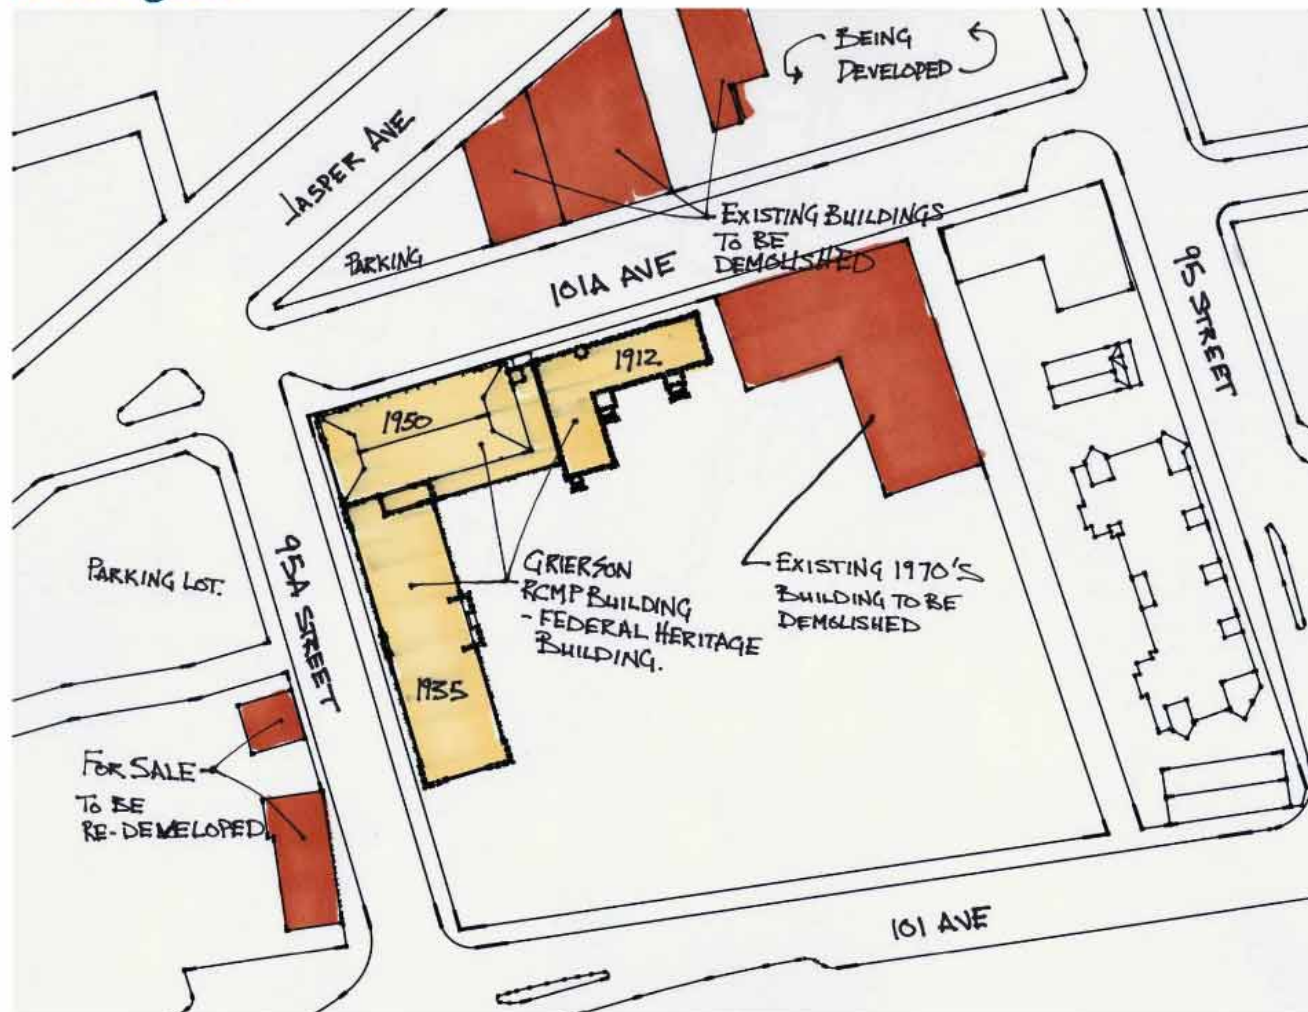 BEING
DEVELOPED
JASPER AVE
EXISTING BUILDINGS
TO BE
DEMOLISHED
PARKING
101A AVE
95 STREET
1912
1950
PARKING LOT.
95A STREET
GRIERSON
RCMP BUILDING
- FEDERAL HERITAGE
BUILDING.
EXISTING 1970'S
BUILDING TO BE
DEMOLISHED
1935
FOR SALE
TO BE
RE-DEVELOPED
101 AVE